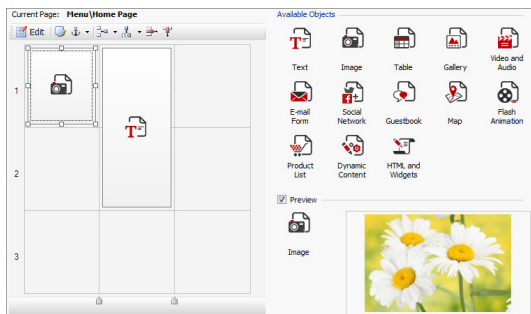 Current Page: Menu\Home Page
Edit
1
2
3
Available Objects
Text
Image
Table
Gallery
Video and
Audio
E-mail
Form
Social
Network
Guestbook
Map
Flash
Animation
Product
List
Dynamic
Content
HTML and
Widgets
Preview
Image